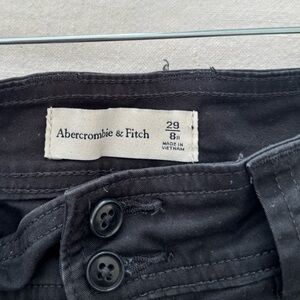 Abercrombie & Fitch
29
8R
MADE IN
VIETNAM